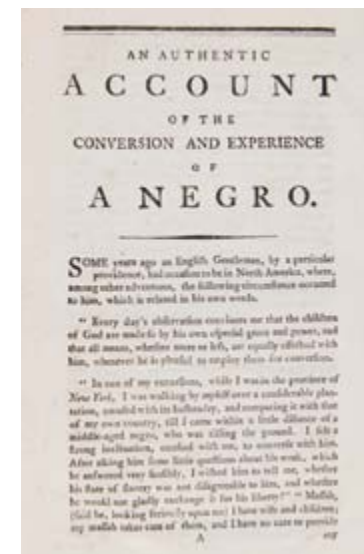 AN AUTHENTIC
ACCOUNT
OF THE
CONVERSION AND EXPERIENCE
OF
A NEGRO.
SOME years ago an English Gentleman, by a particular
providence, had occasion to be in North America, where,
among other adventures, the following circumstance occurred
to him, which is related in his own words.
" Every day's observation convinces me that the children
of God are made so by his own especial grace and power, and
that all means, whether more or less, are equally effectual with
him, whenever he is pleased to employ them for conversion.
" In one of my excursions, while I was in the province of
New York, I was walking by myself over a considerable plan-
tation, amused with its husbandry, and comparing it with that
of my own country, till I came within a little distance of a
middle-aged negro, who was tilling the ground. I felt a
strong inclination, unusual with me, to converse with him.
After asking him some little questions about his work, which
he answered very sensibly, I wished him to tell me, whether
his state of slavery was not disagreeable to him, and whether
he would not gladly exchange it for his liberty?" " Massah,
(said he, looking seriously upon me) I have wife and children;
my massah takes care of them, and I have no care to provide
A
any